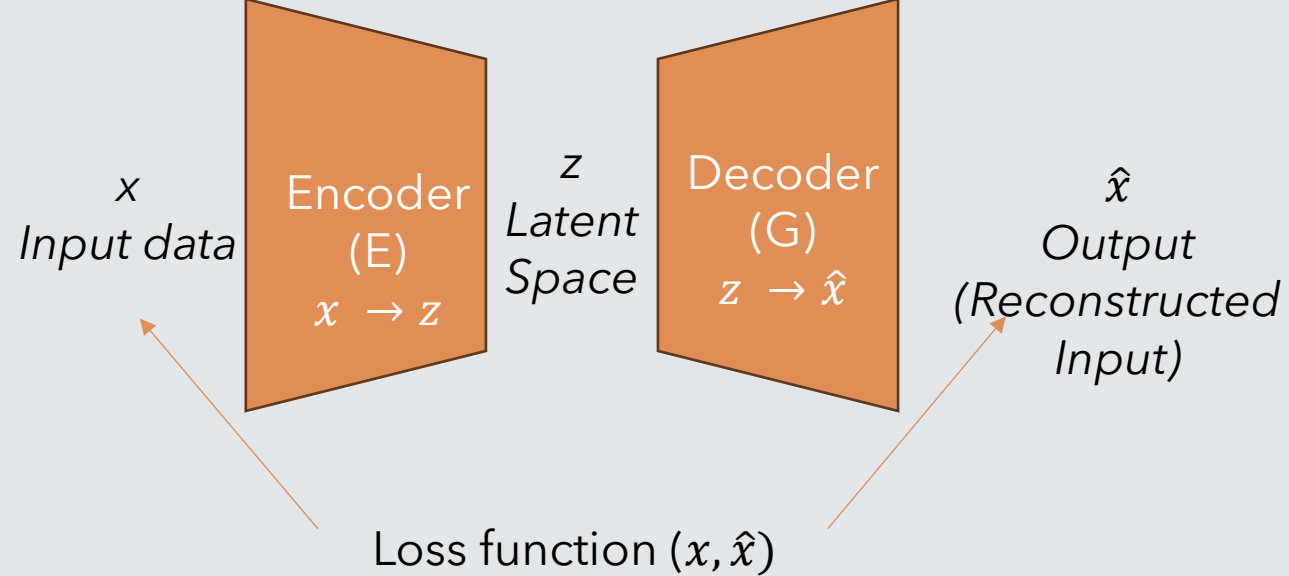 x
Input data
Encoder
(E)
x → z
z
Latent
Space
Decoder
(G)
z → x̂
x̂
Output
(Reconstructed
Input)
Loss function (x, x̂)